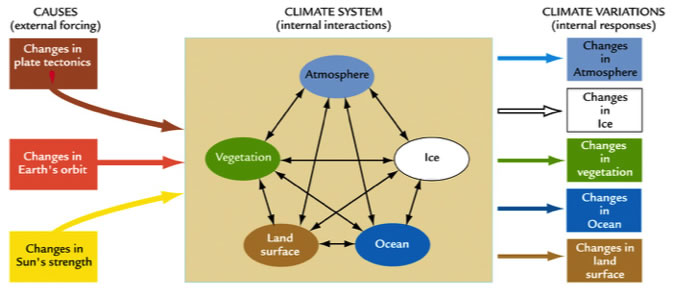 CAUSES
(external forcing)
Changes in
plate tectonics
Changes in
Earth's orbit
Changes in
Sun's strength
CLIMATE SYSTEM
(internal interactions)
Atmosphere
Vegetation
Ice
Land
surface
Ocean
CLIMATE VARIATIONS
(internal responses)
Changes
in
Atmosphere
Changes
in
Ice
Changes
in
vegetation
Changes
in
Ocean
Changes in
land
surface